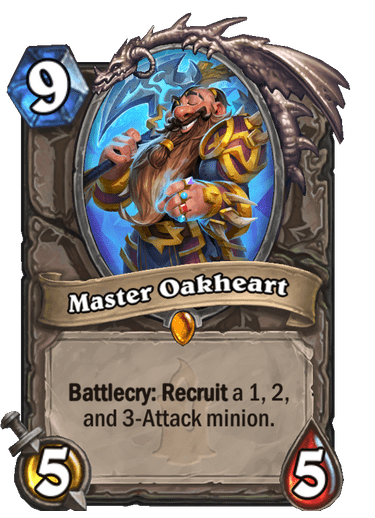 9
Master Oakheart
Battlecry: Recruit a 1, 2,
and 3-Attack minion.
5
5